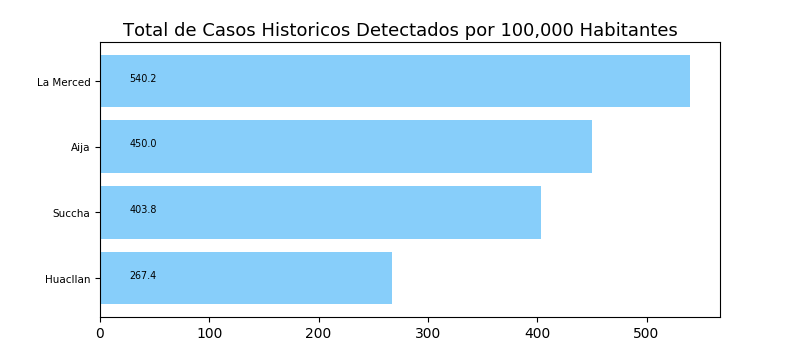 Total de Casos Historicos Detectados por 100,000 Habitantes
La Merced 540.2
Aija 450.0
Succha 403.8
Huacllan 267.4
0 100 200 300 400 500